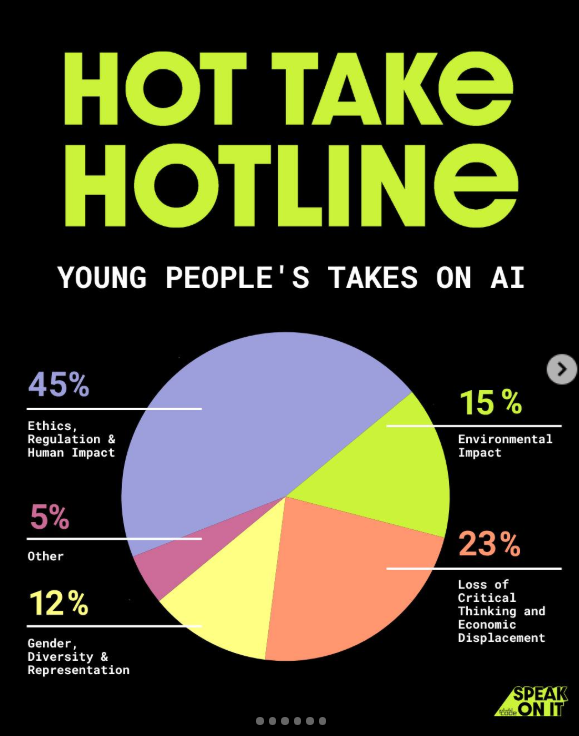 HOT TAKE
HOTLINE
YOUNG PEOPLE'S TAKES ON AI
45%
Ethics,
Regulation &
Human Impact
5%
Other
12%
Gender,
Diversity &
Representation
15%
Environmental
Impact
23%
Loss of
Critical
Thinking and
Economic
Displacement
SPEAK
ON IT